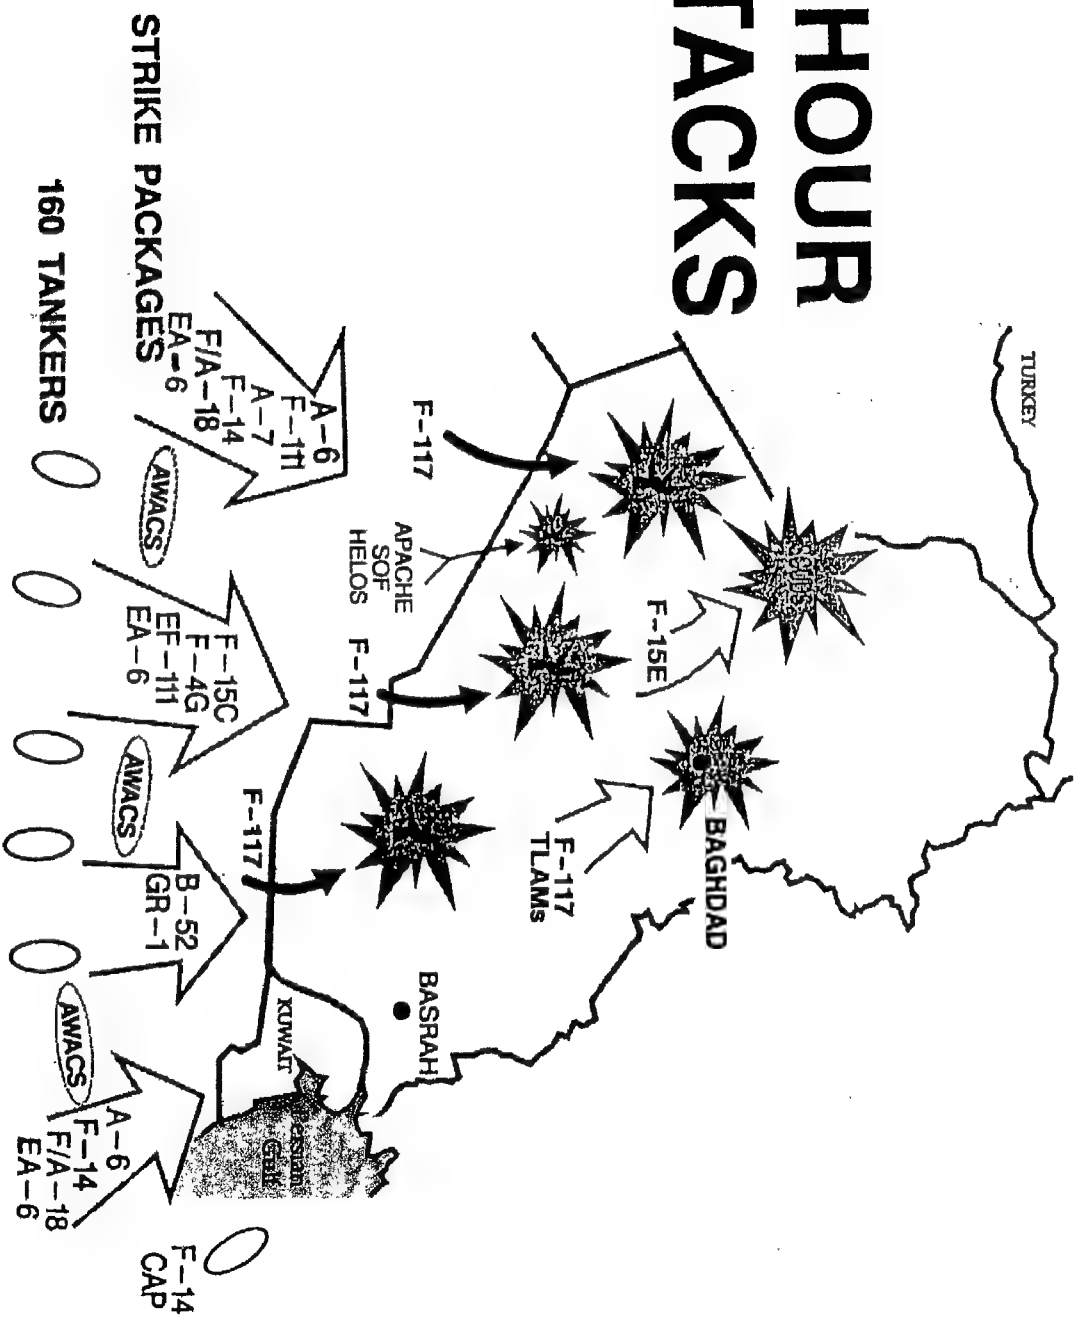 HOUR
TACKS
TURKEY
F-15E
BAGHDAD
F-117
TLAMs
F-117
APACHE
SOF
HELOS
F-117
BASRAH
F-117
KUWAIT
Gulf
A-6
F-111
A-7
F-14
F/A-18
EA-6
F-15C
F-4G
EF-111
EA-6
B-52
GR-1
A-6
F-14
F/A-18
EA-6
F-14
CAP
STRIKE PACKAGES
AWACS
AWACS
AWACS
160 TANKERS